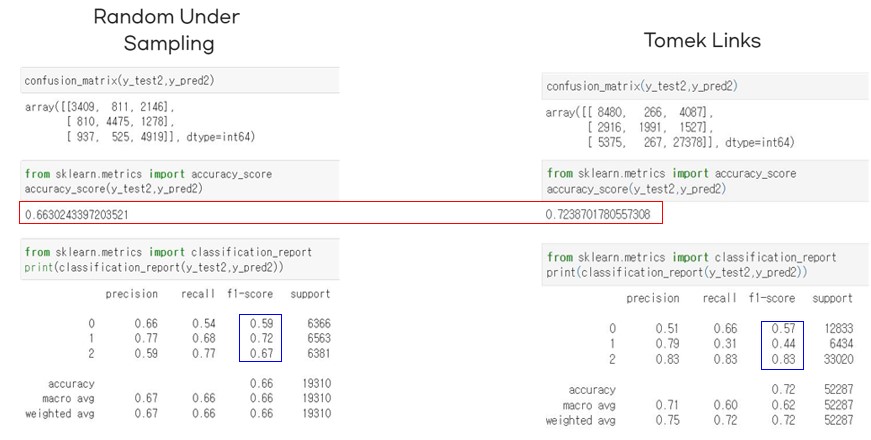 Random Under
Sampling
confusion_matrix(y_test2,y_pred2)
array([[3409, 811, 2146],
[ 810, 4475, 1278],
[ 937, 525, 4919]], dtype=int64)
from sklearn.metrics import accuracy_score
accuracy_score(y_test2,y_pred2)
0.6630243397203521
from sklearn.metrics import classification_report
print(classification_report(y_test2,y_pred2))
precision recall f1-score support
0 0.66 0.54 0.59 6366
1 0.77 0.68 0.72 6563
2 0.59 0.77 0.67 6381
accuracy 0.66 19310
macro avg 0.67 0.66 0.66 19310
weighted avg 0.67 0.66 0.66 19310
Tomek Links
confusion_matrix(y_test2,y_pred2)
array([[ 8480, 266, 4087],
[ 2916, 1991, 1527],
[ 5375, 267, 27378]], dtype=int64)
from sklearn.metrics import accuracy_score
accuracy_score(y_test2,y_pred2)
0.7238701780557308
from sklearn.metrics import classification_report
print(classification_report(y_test2,y_pred2))
precision recall f1-score support
0 0.51 0.66 0.57 12833
1 0.79 0.31 0.44 6434
2 0.83 0.83 0.83 33020
accuracy 0.72 52287
macro avg 0.71 0.60 0.62 52287
weighted avg 0.75 0.72 0.72 52287